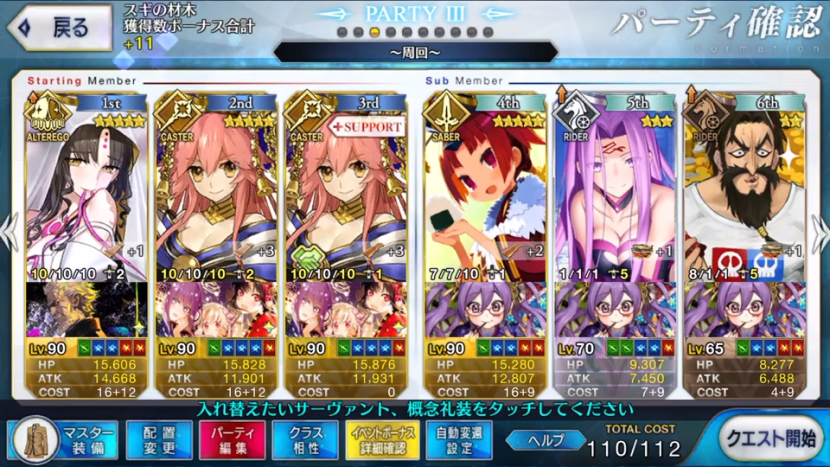 戻る
スギの材木
獲得数ボーナス合計
+11
PARTY III
～周回～
パーティ確認
Formation
Starting Member
Sub Member
1st
2nd
3rd
4th
5th
6th
ALTEREGO
CASTER
CASTER
+SUPPORT
SABER
RIDER
RIDER
+1
+3
+3
+2
+1
+1
10/10/10 2
10/10/10 2
10/10/10 1
7/7/10 1
1/1/1 5
8/1/1 5
Lv.90
Lv.90
Lv.90
Lv.90
Lv.70
Lv.65
HP 15,606
HP 15,828
HP 15,876
HP 15,280
HP 9,307
HP 8,277
ATK 14,668
ATK 11,901
ATK 11,931
ATK 12,807
ATK 7,450
ATK 6,488
COST 16+12
COST 16+12
COST 0
COST 16+9
COST 7+9
COST 4+9
入れ替えたいサーヴァント、概念礼装をタッチしてください
マスター装備
配置変更
パーティ編集
クラス相性
イベントボーナス詳細確認
自動変還設定
ヘルプ
TOTAL COST
110/112
クエスト開始